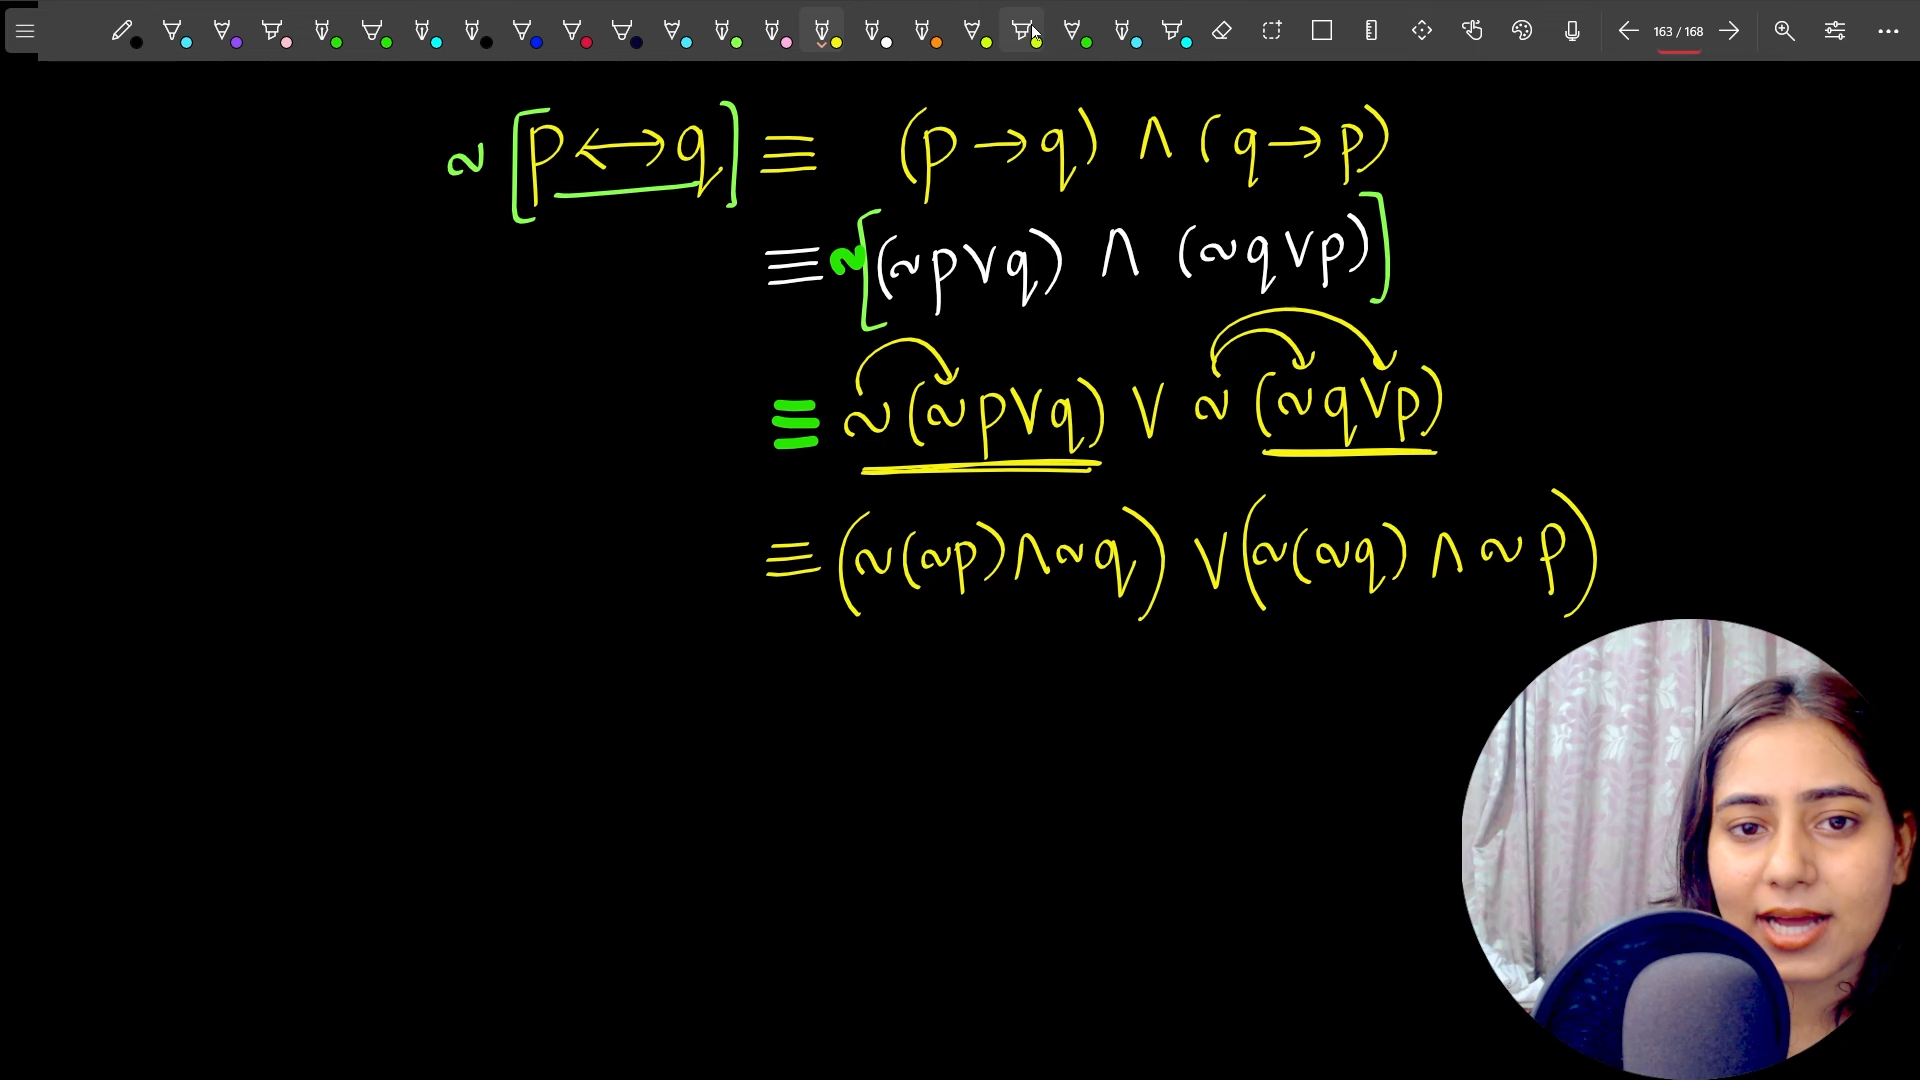 163 / 168
~ [p ↔ q] ≡ (p → q) ∧ (q → p)
≡ ~[(~p∨q) ∧ (~q∨p)]
≡ ~(~p∨q) ∨ ~(~q∨p)
≡ (~(~p)∧~q) ∨ (~(~q) ∧ ~p)